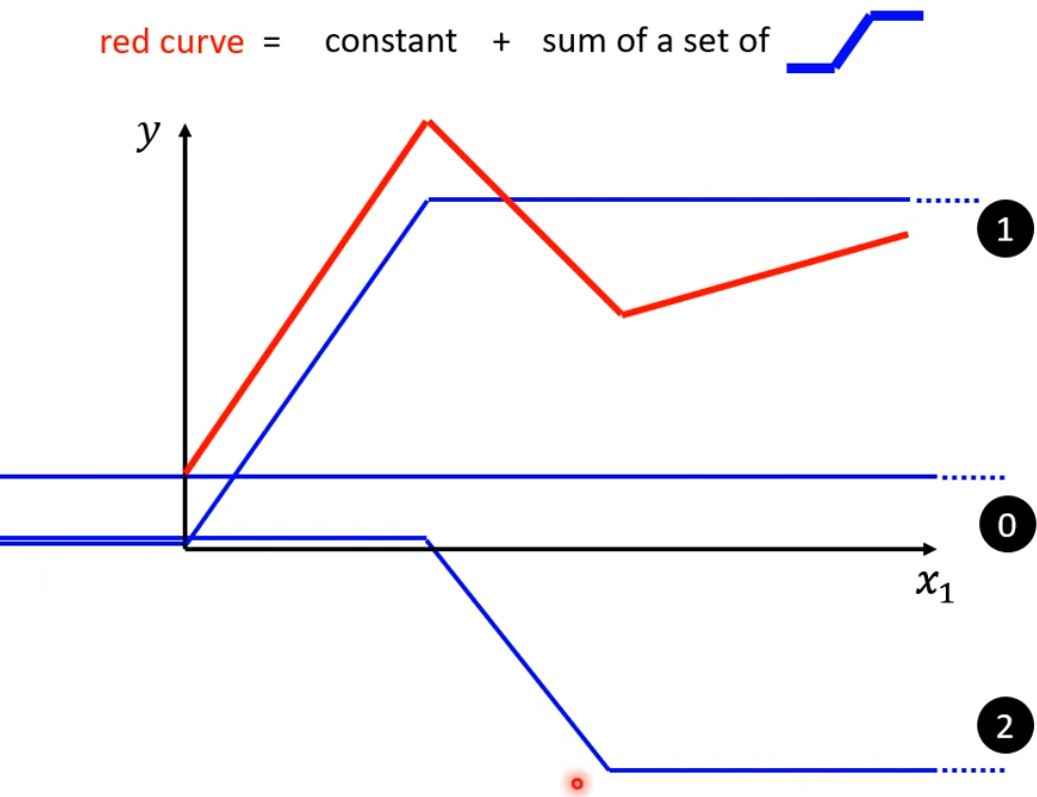 red curve = constant + sum of a set of
y
1
0
x₁
2